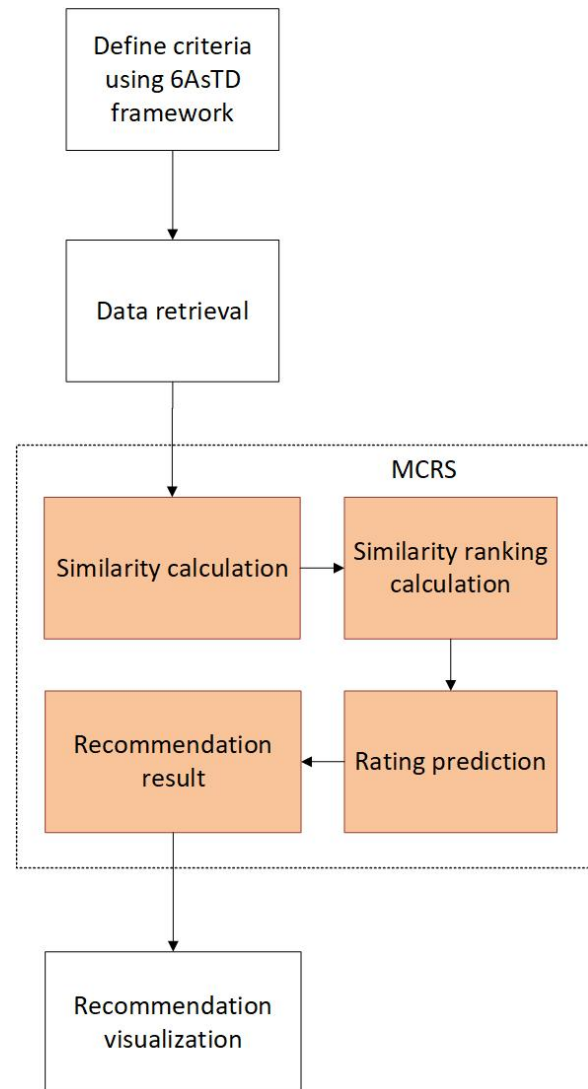 Define criteria
using 6AsTD
framework
Data retrieval
MCRS
Similarity calculation
Similarity ranking
calculation
Recommendation
result
Rating prediction
Recommendation
visualization